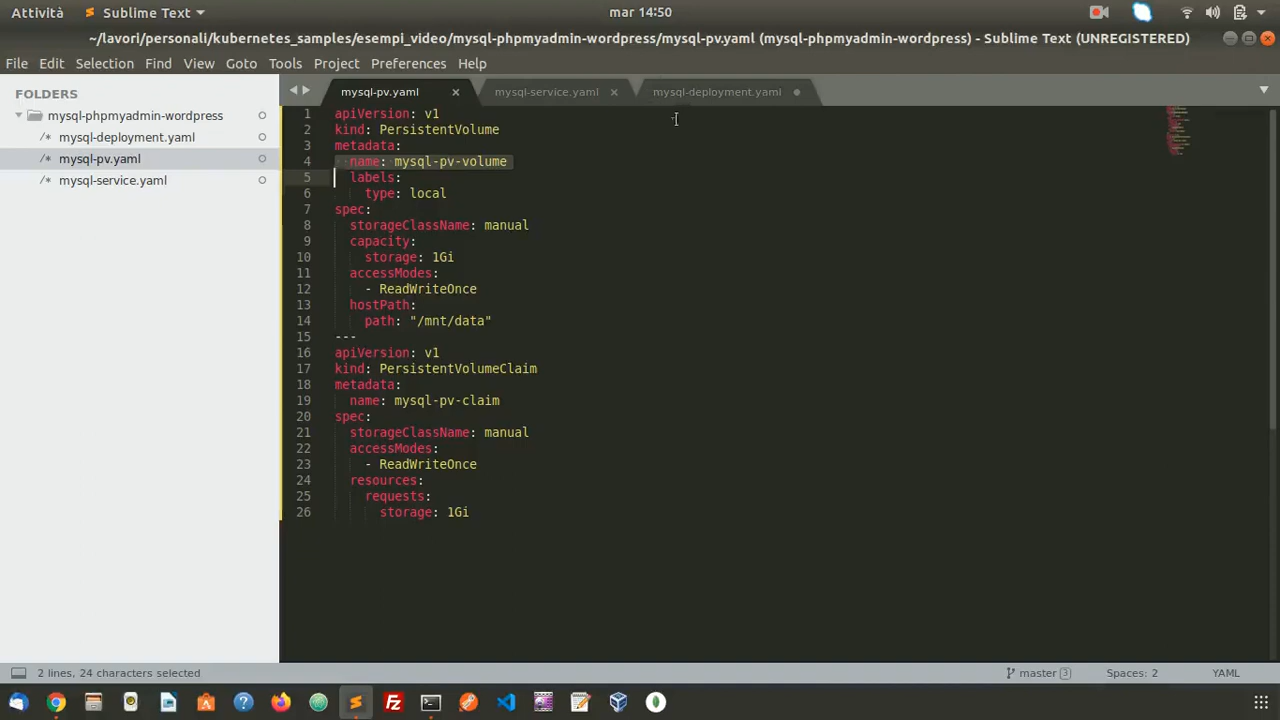 Attività
Sublime Text
mar 14:50
~/lavori/personali/kubernetes_samples/esempi_video/mysql-phpmyadmin-wordpress/mysql-pv.yaml (mysql-phpmyadmin-wordpress) - Sublime Text (UNREGISTERED)
File Edit Selection Find View Goto Tools Project Preferences Help
FOLDERS
mysql-phpmyadmin-wordpress
/* mysql-deployment.yaml
/* mysql-pv.yaml
/* mysql-service.yaml
mysql-pv.yaml × mysql-service.yaml × mysql-deployment.yaml
1 apiVersion: v1
2 kind: PersistentVolume
3 metadata:
4   name: mysql-pv-volume
5   labels:
6     type: local
7 spec:
8   storageClassName: manual
9   capacity:
10     storage: 1Gi
11   accessModes:
12     - ReadWriteOnce
13   hostPath:
14     path: "/mnt/data"
15 ---
16 apiVersion: v1
17 kind: PersistentVolumeClaim
18 metadata:
19   name: mysql-pv-claim
20 spec:
21   storageClassName: manual
22   accessModes:
23     - ReadWriteOnce
24   resources:
25     requests:
26       storage: 1Gi
2 lines, 24 characters selected
master 3
Spaces: 2
YAML